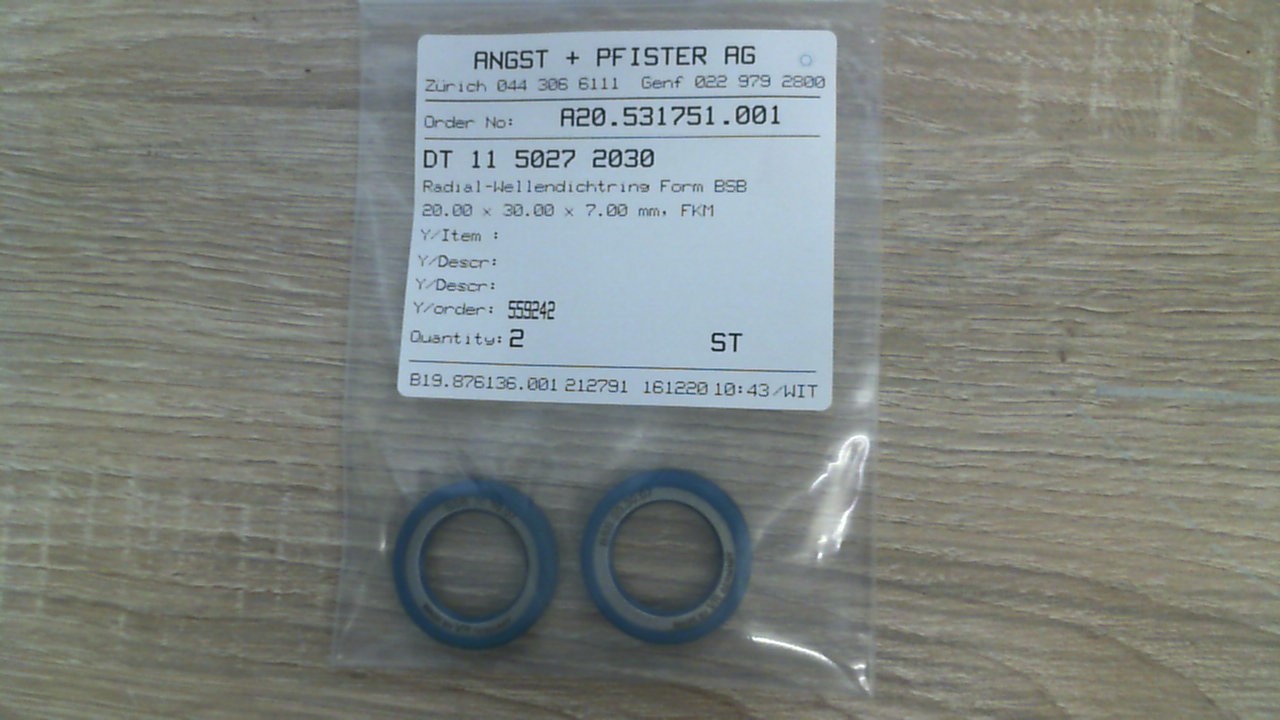 ANGST + PFISTER AG
Zürich 044 306 6111 Genf 022 979 2800
Order No: A20.531751.001
DT 11 5027 2030
Radial-Wellendichtring Form BSB
20.00 x 30.00 x 7.00 mm, FKM
Y/Item :
Y/Descr:
Y/Descr:
Y/order: 559242
Quantity: 2 ST
B19.876136.001 212791 161220 10:43/WIT